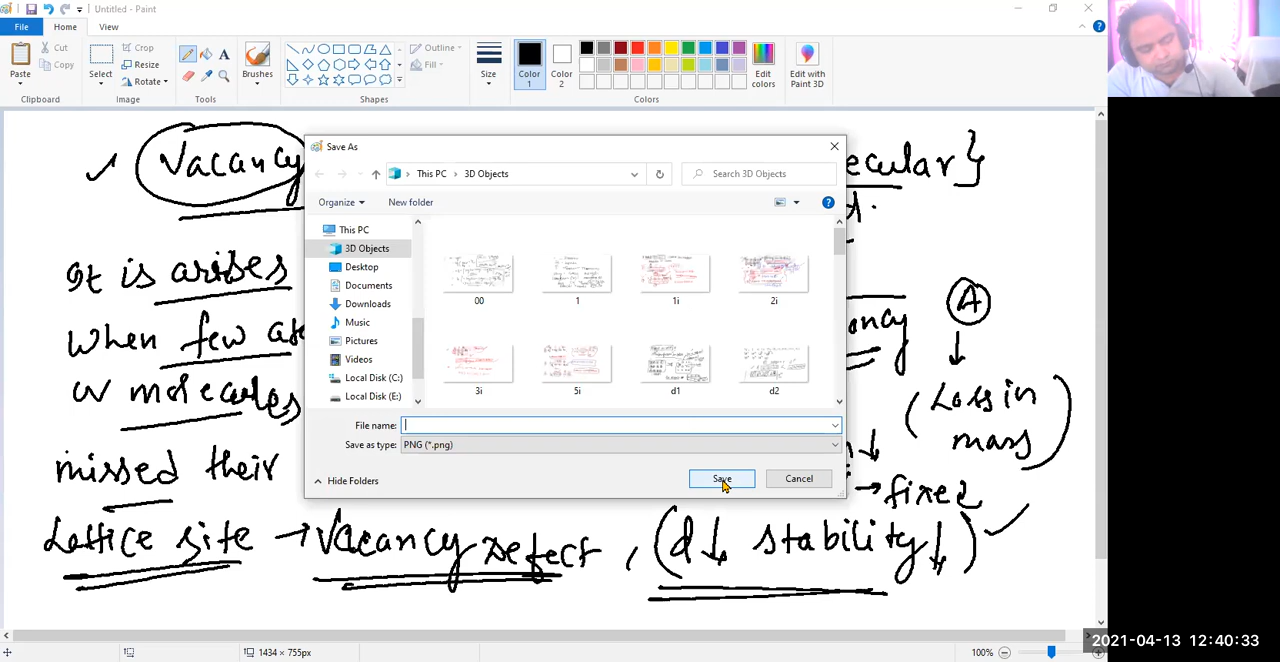 Untitled - Paint
File Home View
Paste Cut Copy Select Crop Resize Rotate Brushes Outline Fill Size Color 1 Color 2 Edit colors Edit with Paint 3D
Clipboard Image Tools Shapes Colors
Vacancy
ecular}
d.
It is arises
When few
or molecules
missed their
Lattice site → Vacancy Defect, (d↓ stability↓)
ancy
A
(Loss in mass)
→ fixed
Save As
This PC > 3D Objects
Search 3D Objects
Organize New folder
This PC
3D Objects
Desktop
Documents
Downloads
Music
Pictures
Videos
Local Disk (C:)
Local Disk (E:)
00 1 1i 2i
3i 5i d1 d2
File name:
Save as type: PNG (*.png)
Hide Folders Save Cancel
2021-04-13 12:40:33
1434 × 755px 100%